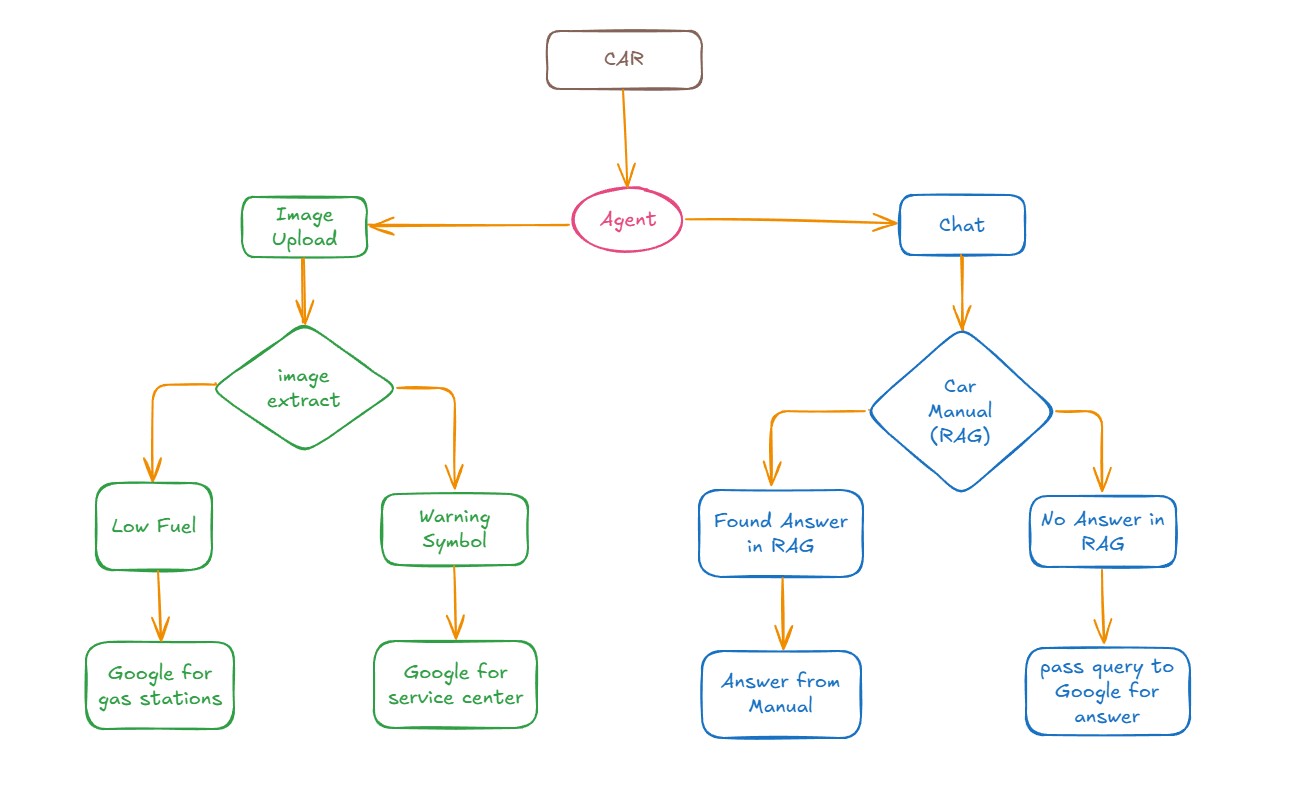 CAR
Agent
Image
Upload
Chat
image
extract
Car
Manual
(RAG)
Low Fuel
Warning
Symbol
Found Answer
in RAG
No Answer in
RAG
Google for
gas stations
Google for
service center
Answer from
Manual
pass query to
Google for
answer